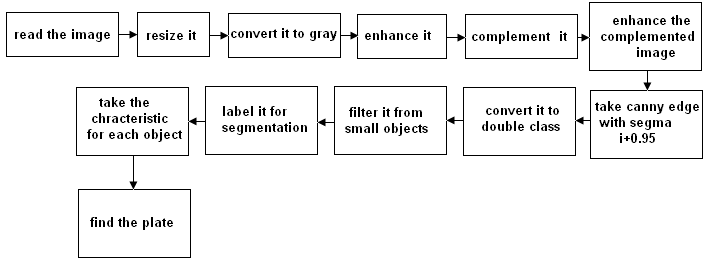 read the image
resize it
convert it to gray
enhance it
complement it
enhance the
complemented
image
take canny edge
with segma
i+0.95
convert it to
double class
filter it from
small objects
label it for
segmentation
take the
chracteristic
for each object
find the plate